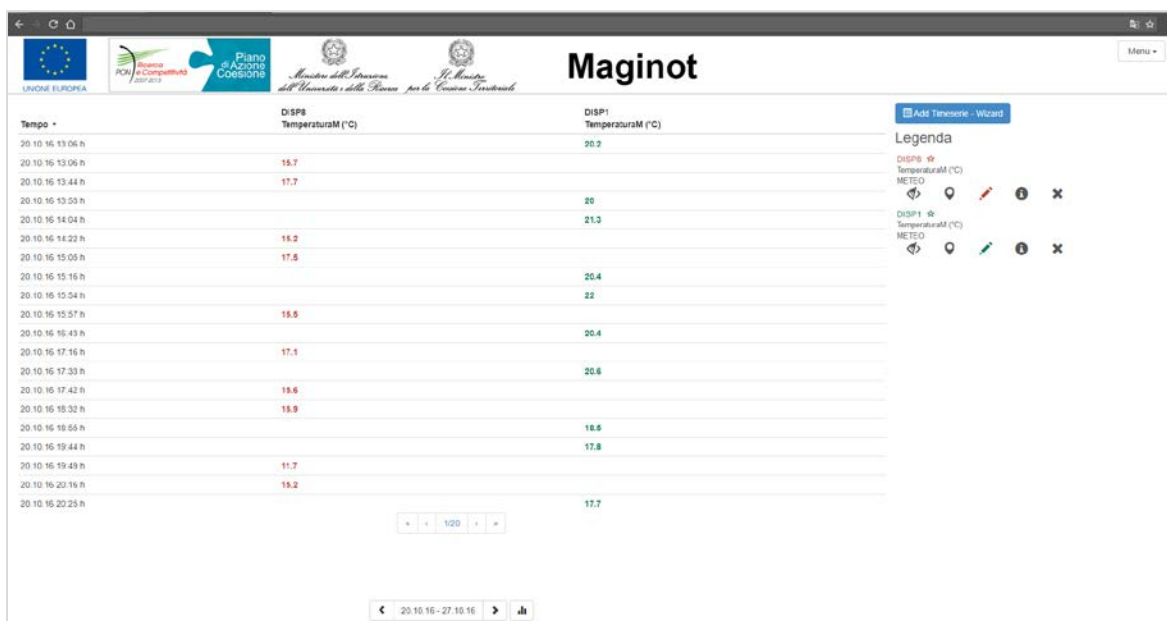 UNIONE EUROPEA
PON Ricerca e Competitività 2007-2013
Piano di Azione Coesione
Ministero dell'Istruzione
dell'Università e della Ricerca
Il Ministro
per la Coesione Territoriale
Maginot
Menu
Tempo DISP8 TemperaturaM (°C) DISP1 TemperaturaM (°C)
20.10.16 13:06 h 20.2
20.10.16 13:06 h 15.7
20.10.16 13:44 h 17.7
20.10.16 13:53 h 20
20.10.16 14:04 h 21.3
20.10.16 14:22 h 15.2
20.10.16 15:05 h 17.5
20.10.16 15:16 h 20.4
20.10.16 15:54 h 22
20.10.16 15:57 h 15.5
20.10.16 16:43 h 20.4
20.10.16 17:16 h 17.1
20.10.16 17:33 h 20.6
20.10.16 17:42 h 15.6
20.10.16 18:32 h 15.9
20.10.16 18:55 h 18.5
20.10.16 19:44 h 17.8
20.10.16 19:49 h 11.7
20.10.16 20:16 h 15.2
20.10.16 20:25 h 17.7
« ‹ 1/20 › »
20.10.16 - 27.10.16
Add Timeserie - Wizard
Legenda
DISP8
TemperaturaM (°C)
METEO
DISP1
TemperaturaM (°C)
METEO